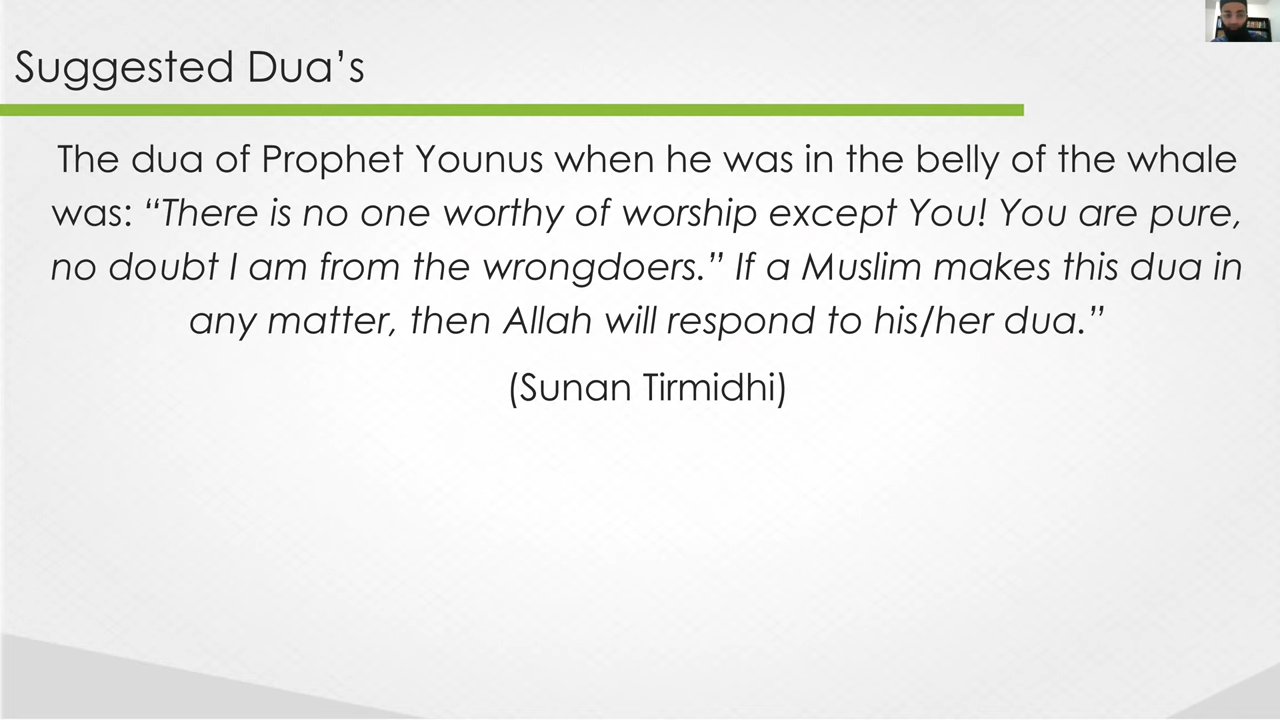 Suggested Dua’s
The dua of Prophet Younus when he was in the belly of the whale
was: “There is no one worthy of worship except You! You are pure,
no doubt I am from the wrongdoers.” If a Muslim makes this dua in
any matter, then Allah will respond to his/her dua.”
(Sunan Tirmidhi)